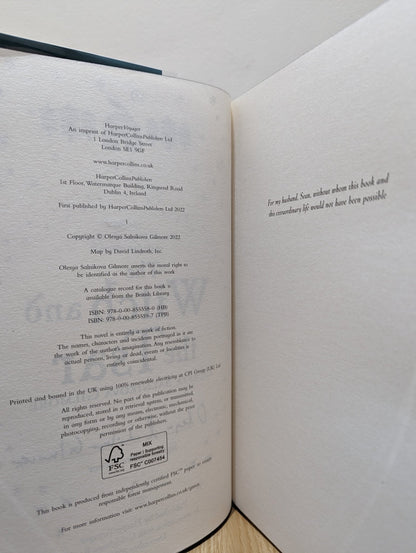 HarperVoyager
An imprint of HarperCollinsPublishers Ltd
1 London Bridge Street
London SE1 9GF
www.harpercollins.co.uk
HarperCollinsPublishers
1st Floor, Watermarque Building, Ringsend Road
Dublin 4, Ireland
First published by HarperCollinsPublishers Ltd 2022
1
Copyright © Olesya Salnikova Gilmore 2022
Map by David Lindroth, Inc
Olesya Salnikova Gilmore asserts the moral right to
be identified as the author of this work
A catalogue record for this book is
available from the British Library
ISBN: 978-0-00-855558-0 (HB)
ISBN: 978-0-00-855559-7 (TPB)
This novel is entirely a work of fiction.
The names, characters and incidents portrayed in it are
the work of the author's imagination. Any resemblance to
actual persons, living or dead, events or localities is
entirely coincidental.
Printed and bound in the UK using 100% renewable electricity at CPI Group (UK) Ltd
All rights reserved. No part of this publication may be
reproduced, stored in a retrieval system, or transmitted,
in any form or by any means, electronic, mechanical,
photocopying, recording or otherwise, without the prior
permission of the publishers.
FSC
MIX
Paper | Supporting
responsible forestry
FSC™ C007454
This book is produced from independently certified FSC™ paper to ensure
responsible forest management.
For more information visit: www.harpercollins.co.uk/green
For my husband, Sean, without whom this book and
this extraordinary life would not have been possible